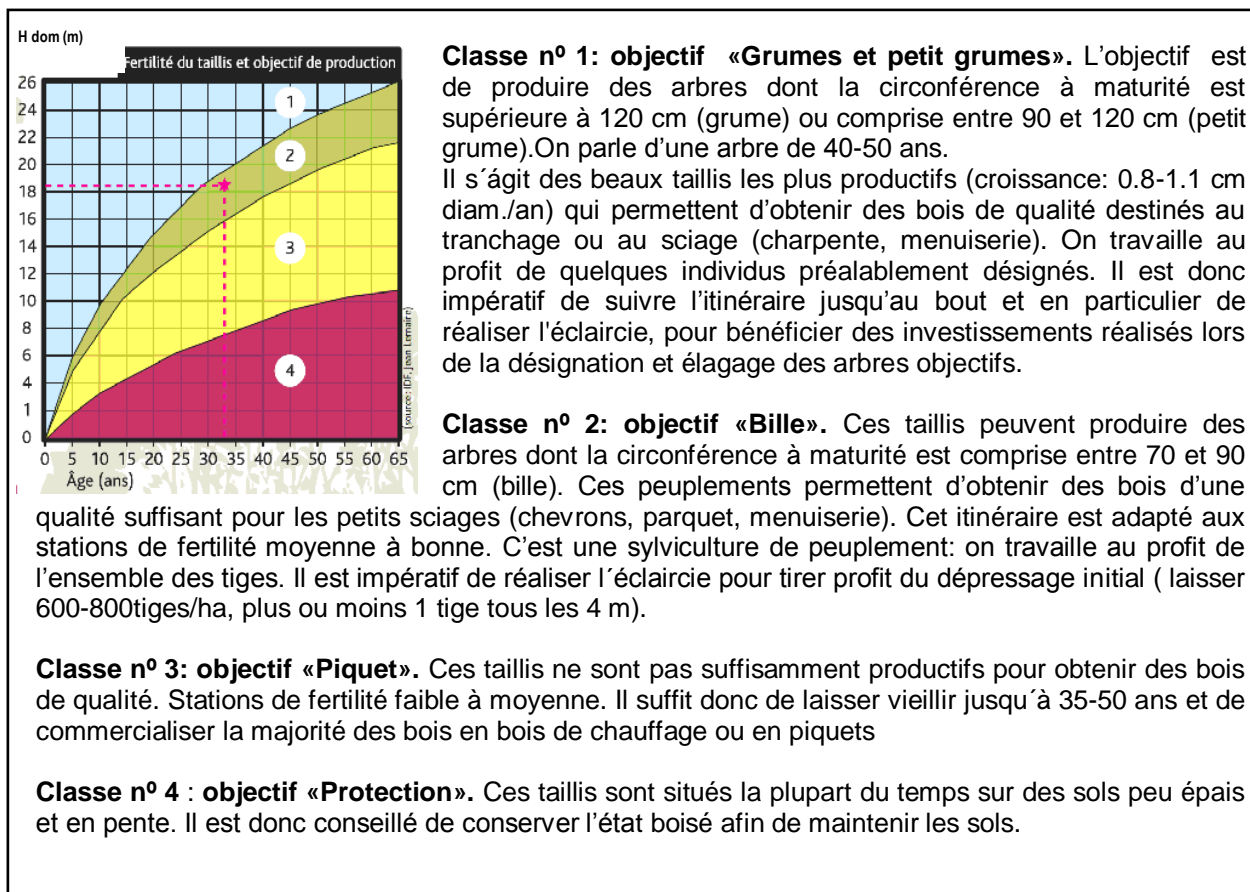 H dom (m)
Fertilité du taillis et objectif de production
26
24
22
20
18
16
14
12
10
8
6
4
1
0
1
2
3
4
0 5 10 15 20 25 30 35 40 45 50 55 60 65
Âge (ans)
(source : IDF, Jean Lemaire)
Classe nº 1: objectif «Grumes et petit grumes». L'objectif est
de produire des arbres dont la circonférence à maturité est
supérieure à 120 cm (grume) ou comprise entre 90 et 120 cm (petit
grume).On parle d'une arbre de 40-50 ans.
Il s´ágit des beaux taillis les plus productifs (croissance: 0.8-1.1 cm
diam./an) qui permettent d'obtenir des bois de qualité destinés au
tranchage ou au sciage (charpente, menuiserie). On travaille au
profit de quelques individus préalablement désignés. Il est donc
impératif de suivre l'itinéraire jusqu'au bout et en particulier de
réaliser l'éclaircie, pour bénéficier des investissements réalisés lors
de la désignation et élagage des arbres objectifs.
Classe nº 2: objectif «Bille». Ces taillis peuvent produire des
arbres dont la circonférence à maturité est comprise entre 70 et 90
cm (bille). Ces peuplements permettent d'obtenir des bois d'une
qualité suffisant pour les petits sciages (chevrons, parquet, menuiserie). Cet itinéraire est adapté aux
stations de fertilité moyenne à bonne. C'est une sylviculture de peuplement: on travaille au profit de
l'ensemble des tiges. Il est impératif de réaliser l´éclaircie pour tirer profit du dépressage initial ( laisser
600-800tiges/ha, plus ou moins 1 tige tous les 4 m).
Classe nº 3: objectif «Piquet». Ces taillis ne sont pas suffisamment productifs pour obtenir des bois
de qualité. Stations de fertilité faible à moyenne. Il suffit donc de laisser vieillir jusqu´à 35-50 ans et de
commercialiser la majorité des bois en bois de chauffage ou en piquets
Classe nº 4 : objectif «Protection». Ces taillis sont situés la plupart du temps sur des sols peu épais
et en pente. Il est donc conseillé de conserver l'état boisé afin de maintenir les sols.